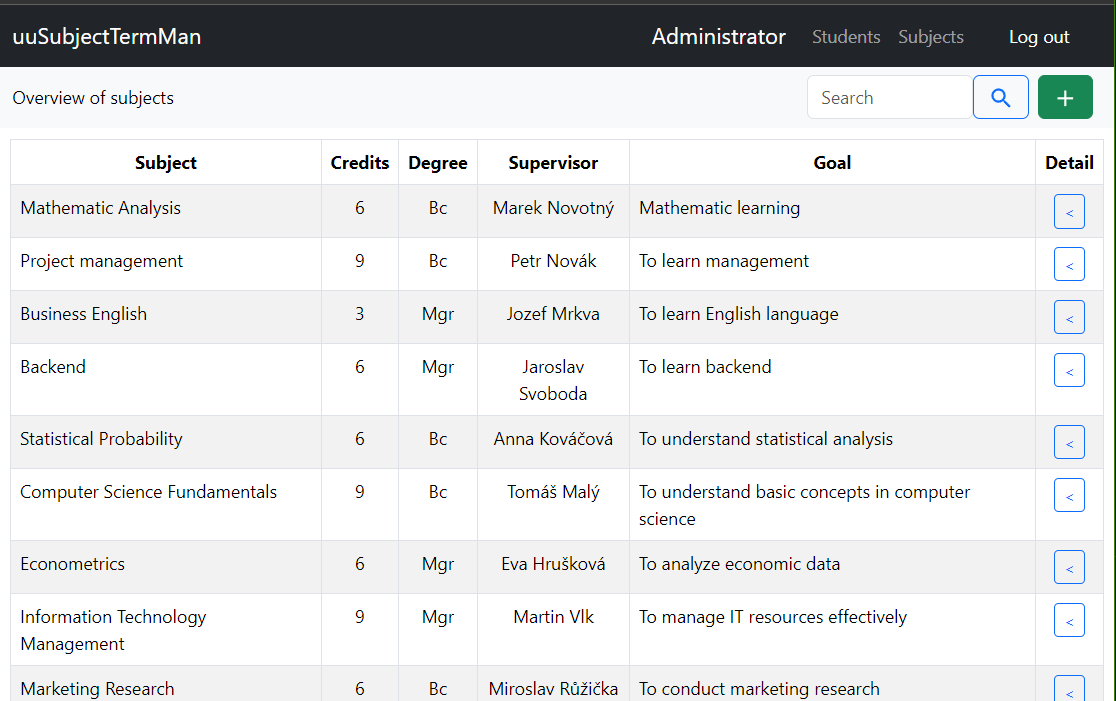 uuSubjectTermMan Administrator Students Subjects Log out
Overview of subjects Search +
Subject Credits Degree Supervisor Goal Detail
Mathematic Analysis 6 Bc Marek Novotný Mathematic learning <
Project management 9 Bc Petr Novák To learn management <
Business English 3 Mgr Jozef Mrkva To learn English language <
Backend 6 Mgr Jaroslav To learn backend <
Svoboda
Statistical Probability 6 Bc Anna Kováčová To understand statistical analysis <
Computer Science Fundamentals 9 Bc Tomáš Malý To understand basic concepts in computer <
science
Econometrics 6 Mgr Eva Hrušková To analyze economic data <
Information Technology 9 Mgr Martin Vlk To manage IT resources effectively <
Management
Marketing Research 6 Bc Miroslav Růžička To conduct marketing research <